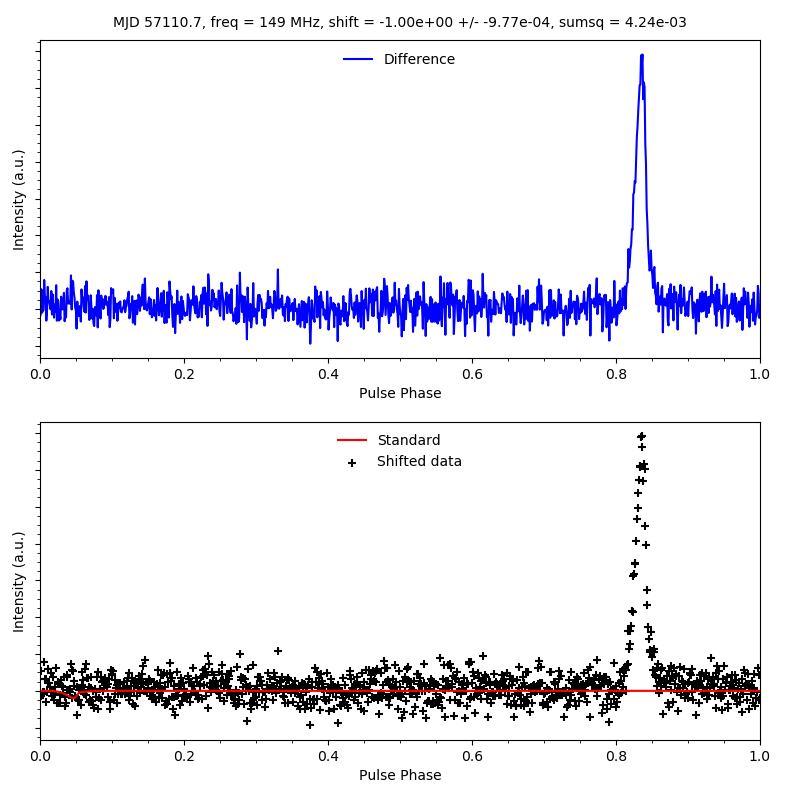 MJD 57110.7, freq = 149 MHz, shift = -1.00e+00 +/- -9.77e-04, sumsq = 4.24e-03
Difference
Intensity (a.u.)
0.0 0.2 0.4 0.6 0.8 1.0
Pulse Phase
Standard
Shifted data
Intensity (a.u.)
0.0 0.2 0.4 0.6 0.8 1.0
Pulse Phase